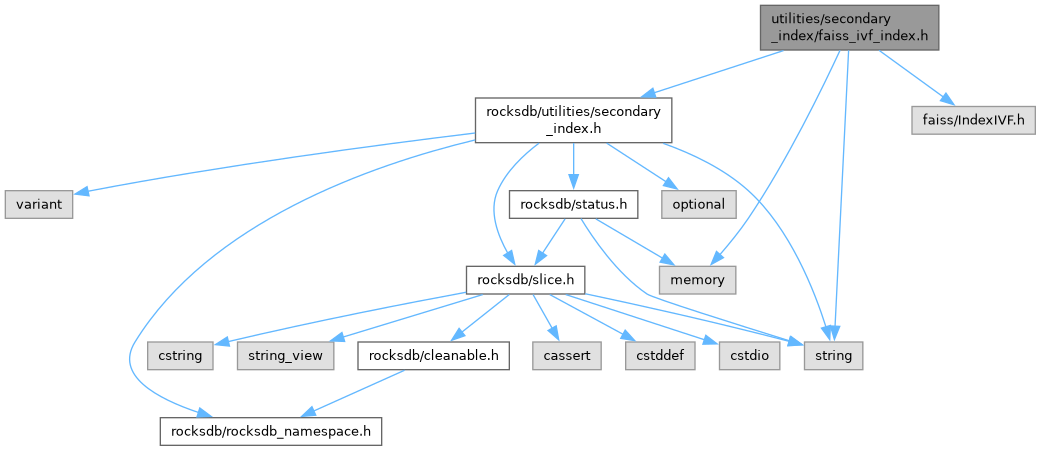 utilities/secondary
_index/faiss_ivf_index.h
rocksdb/utilities/secondary
_index.h
faiss/IndexIVF.h
variant
rocksdb/status.h
optional
rocksdb/slice.h
memory
cstring
string_view
rocksdb/cleanable.h
cassert
cstddef
cstdio
string
rocksdb/rocksdb_namespace.h